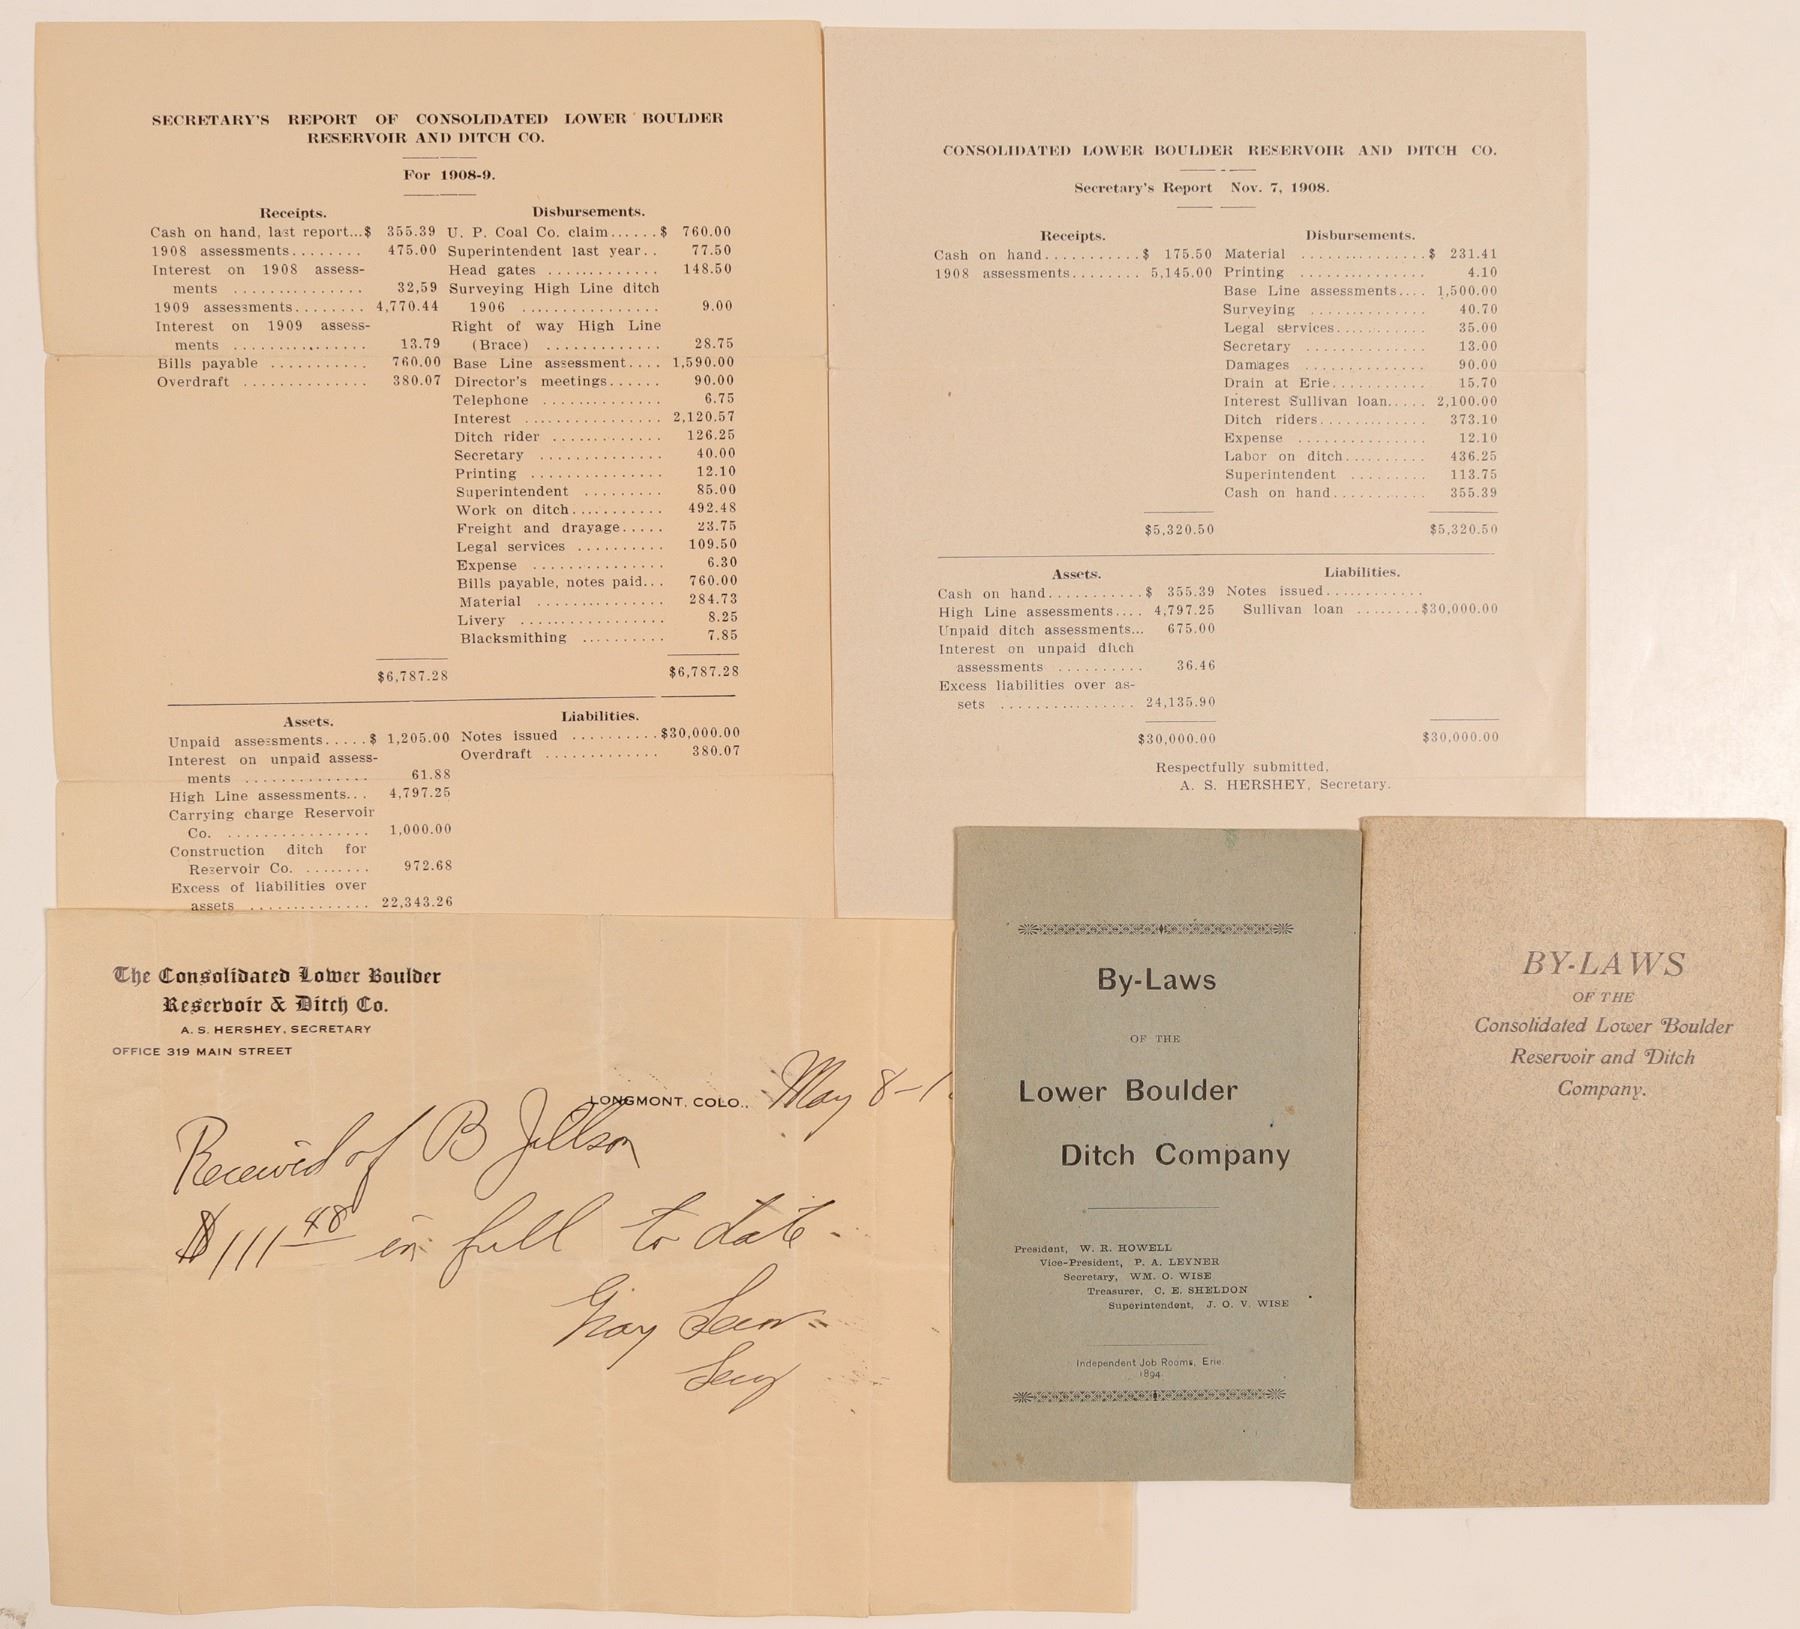 SECRETARY'S REPORT OF CONSOLIDATED LOWER BOULDER
RESERVOIR AND DITCH CO.
For 1908-9.
Receipts.
Cash on hand, last report...$ 355.39
1908 assessments........ 475.00
Interest on 1908 assess-
ments ............... 32,59
1909 assessments........ 4,770.44
Interest on 1909 assess-
ments ............... 13.79
Bills payable ........... 760.00
Overdraft .............. 380.07
$6,787.28
Disbursements.
U. P. Coal Co. claim......$ 760.00
Superintendent last year.. 77.50
Head gates ............. 148.50
Surveying High Line ditch
1906 ................ 9.00
Right of way High Line
(Brace) ............. 28.75
Base Line assessment.... 1,590.00
Director's meetings...... 90.00
Telephone .............. 6.75
Interest ................ 2,120.57
Ditch rider ............. 126.25
Secretary .............. 40.00
Printing ............... 12.10
Superintendent ......... 85.00
Work on ditch........... 492.48
Freight and drayage..... 23.75
Legal services .......... 109.50
Expense ............... 6.30
Bills payable, notes paid... 760.00
Material ............... 284.73
Livery ................. 8.25
Blacksmithing .......... 7.85
$6,787.28
Assets.
Unpaid assessments.....$ 1,205.00
Interest on unpaid assess-
ments .............. 61.88
High Line assessments... 4,797.25
Carrying charge Reservoir
Co. ................ 1,000.00
Construction ditch for
Reservoir Co. ........ 972.68
Excess of liabilities over
assets .............. 22,343.26
Liabilities.
Notes issued ..........$30,000.00
Overdraft ............. 380.07
CONSOLIDATED LOWER BOULDER RESERVOIR AND DITCH CO.
Secretary's Report Nov. 7, 1908.
Receipts.
Cash on hand...........$ 175.50
1908 assessments........ 5,145.00
$5,320.50
Disbursements.
Material ...............$ 231.41
Printing ............... 4.10
Base Line assessments.... 1,500.00
Surveying .............. 40.70
Legal services........... 35.00
Secretary .............. 13.00
Damages .............. 90.00
Drain at Erie........... 15.70
Interest Sullivan loan..... 2,100.00
Ditch riders............. 373.10
Expense ............... 12.10
Labor on ditch.......... 436.25
Superintendent ......... 113.75
Cash on hand........... 355.39
$5,320.50
Assets.
Cash on hand...........$ 355.39
High Line assessments.... 4,797.25
Unpaid ditch assessments... 675.00
Interest on unpaid ditch
assessments .......... 36.46
Excess liabilities over as-
sets ................ 24,135.90
$30,000.00
Liabilities.
Notes issued............
Sullivan loan ........$30,000.00
$30,000.00
Respectfully submitted,
A. S. HERSHEY, Secretary.
The Consolidated Lower Boulder
Reservoir & Ditch Co.
A. S. HERSHEY, SECRETARY
OFFICE 319 MAIN STREET
LONGMONT, COLO., May 8-1
Received of B Jillson
$111 48 in full to date -
Gray Secor
Secy
By-Laws
OF THE
Lower Boulder
Ditch Company
President, W. R. HOWELL
Vice-President, P. A. LEYNER
Secretary, WM. O. WISE
Treasurer, C. E. SHELDON
Superintendent, J. O. V. WISE
Independent Job Rooms, Erie.
1894.
BY-LAWS
OF THE
Consolidated Lower Boulder
Reservoir and Ditch
Company.